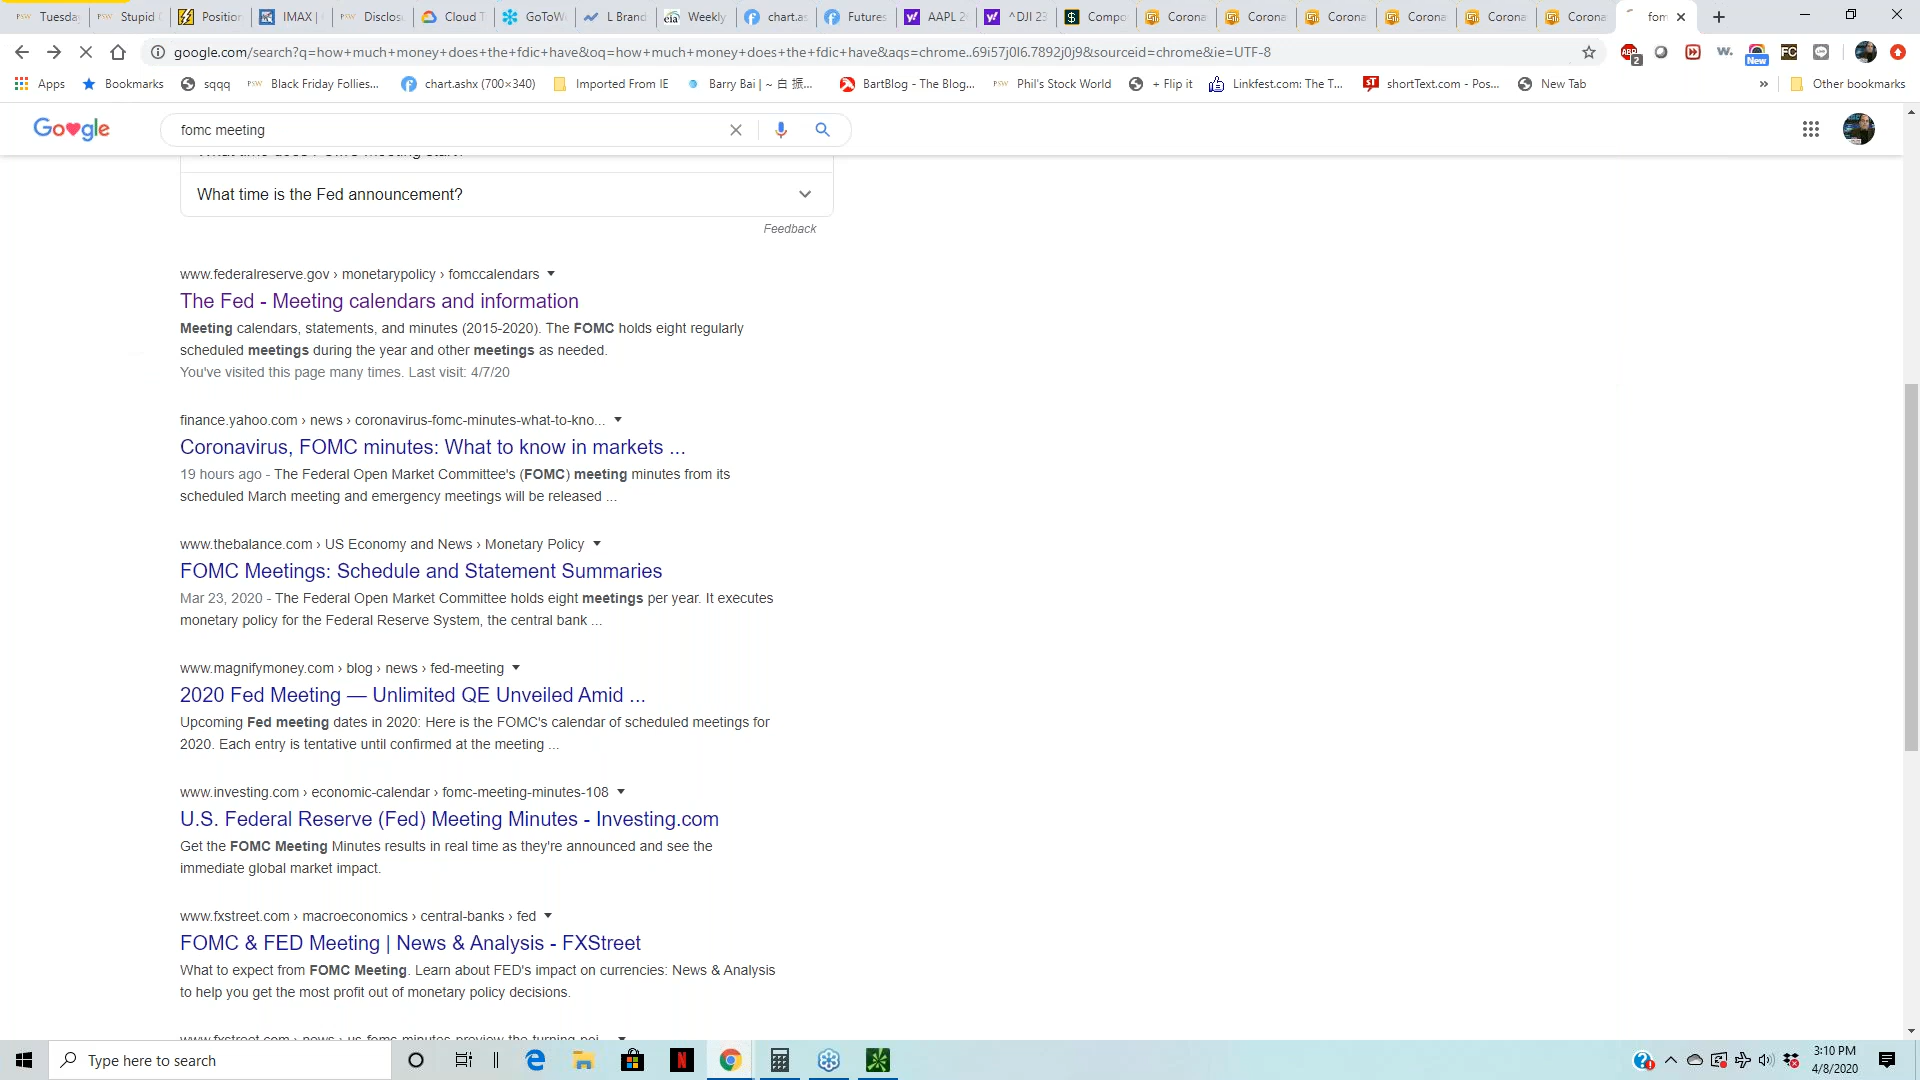 Tuesda
Stupid
Position
IMAX |
Disclos
Cloud T
GoToWe
L Brand
Weekly
chart.as
Futures
AAPL 2
^DJI 23
Compo
Corona
Corona
Corona
Corona
Corona
Corona
fom
google.com/search?q=how+much+money+does+the+fdic+have&oq=how+much+money+does+the+fdic+have&aqs=chrome..69i57j0l6.7892j0j9&sourceid=chrome&ie=UTF-8
Apps
Bookmarks
sqqq
Black Friday Follies...
chart.ashx (700×340)
Imported From IE
Barry Bai | ~ 白 振...
BartBlog - The Blog...
Phil's Stock World
+ Flip it
Linkfest.com: The T...
shortText.com - Pos...
New Tab
»
Other bookmarks
fomc meeting
What time is the Fed announcement?
Feedback
www.federalreserve.gov › monetarypolicy › fomccalendars
The Fed - Meeting calendars and information
Meeting calendars, statements, and minutes (2015-2020). The FOMC holds eight regularly
scheduled meetings during the year and other meetings as needed.
You've visited this page many times. Last visit: 4/7/20
finance.yahoo.com › news › coronavirus-fomc-minutes-what-to-kno...
Coronavirus, FOMC minutes: What to know in markets ...
19 hours ago - The Federal Open Market Committee's (FOMC) meeting minutes from its
scheduled March meeting and emergency meetings will be released ...
www.thebalance.com › US Economy and News › Monetary Policy
FOMC Meetings: Schedule and Statement Summaries
Mar 23, 2020 - The Federal Open Market Committee holds eight meetings per year. It executes
monetary policy for the Federal Reserve System, the central bank ...
www.magnifymoney.com › blog › news › fed-meeting
2020 Fed Meeting — Unlimited QE Unveiled Amid ...
Upcoming Fed meeting dates in 2020: Here is the FOMC's calendar of scheduled meetings for
2020. Each entry is tentative until confirmed at the meeting ...
www.investing.com › economic-calendar › fomc-meeting-minutes-108
U.S. Federal Reserve (Fed) Meeting Minutes - Investing.com
Get the FOMC Meeting Minutes results in real time as they're announced and see the
immediate global market impact.
www.fxstreet.com › macroeconomics › central-banks › fed
FOMC & FED Meeting | News & Analysis - FXStreet
What to expect from FOMC Meeting. Learn about FED's impact on currencies: News & Analysis
to help you get the most profit out of monetary policy decisions.
Type here to search
3:10 PM
4/8/2020